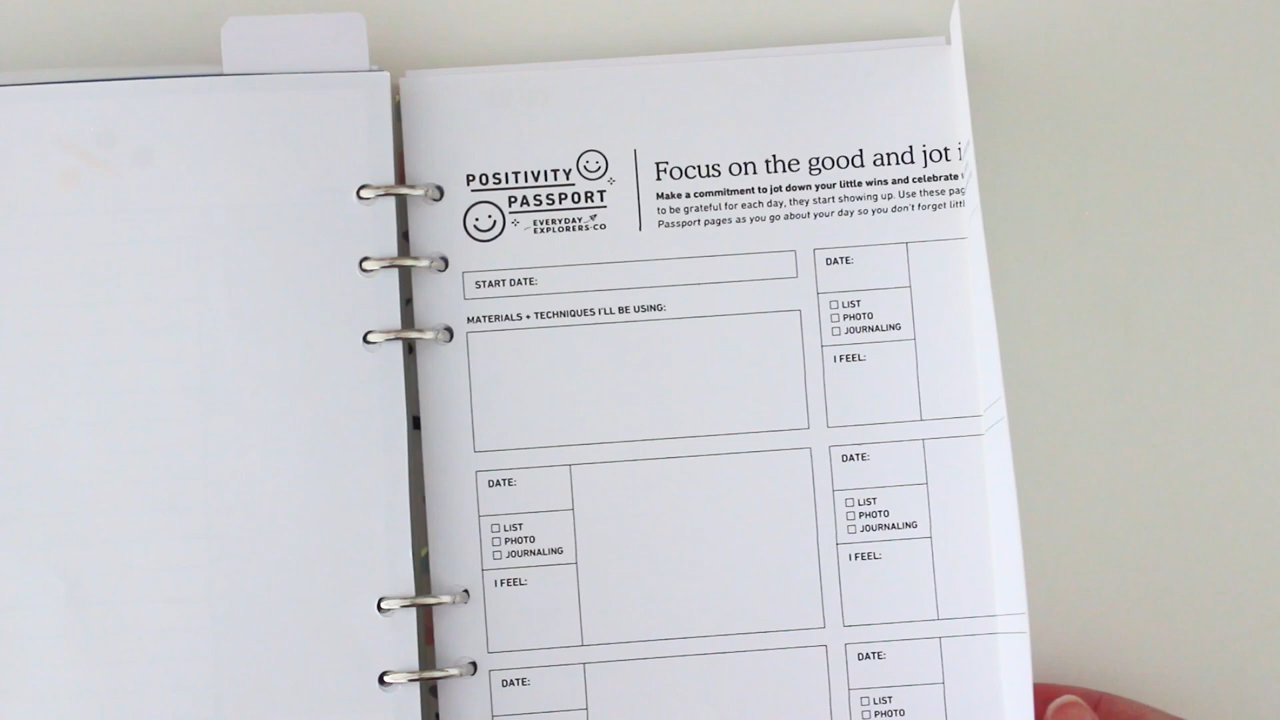 POSITIVITY
PASSPORT
EVERYDAY
EXPLORERS·CO
Focus on the good and jot
Make a commitment to jot down your little wins and celebrate
to be grateful for each day, they start showing up. Use these
Passport pages as you go about your day so you don't forget
START DATE:
MATERIALS + TECHNIQUES I'LL BE USING:
DATE:
LIST
PHOTO
JOURNALING
I FEEL:
DATE:
DATE:
LIST
PHOTO
JOURNALING
I FEEL:
DATE:
LIST
PHOTO
JOURNALING
I FEEL:
DATE:
LIST
PHOTO